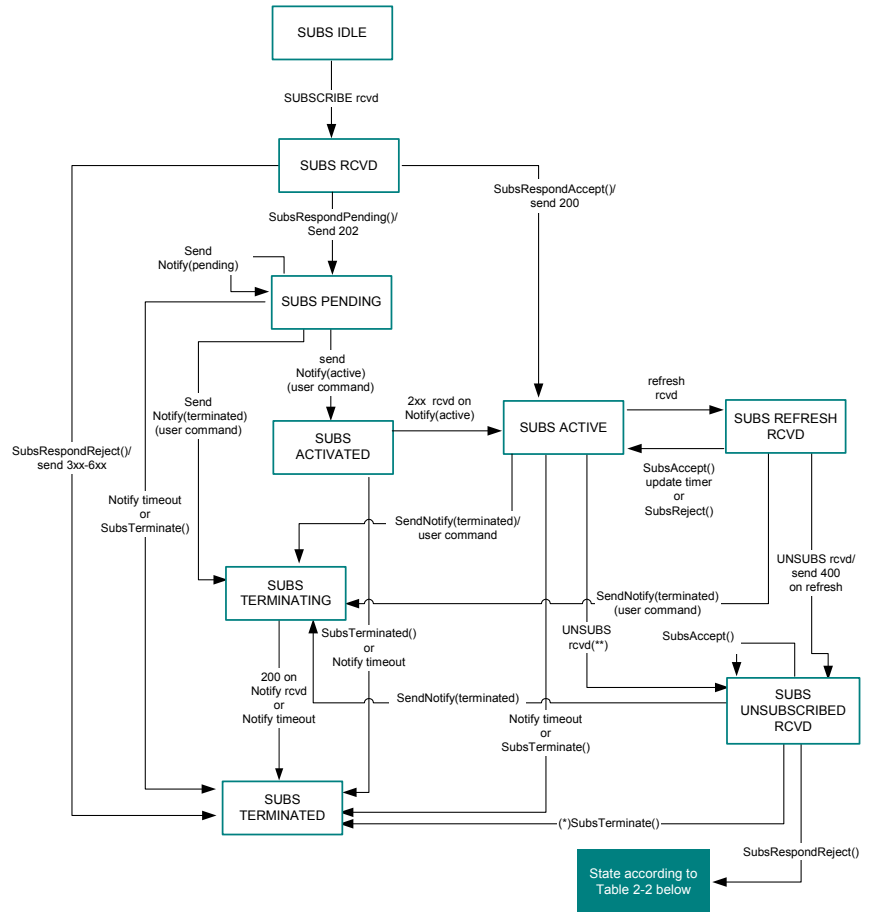 SUBS IDLE
SUBSCRIBE rcvd
SUBS RCVD
SubsRespondAccept()/
send 200
SubsRespondPending()/
Send 202
Send
Notify(pending)
SUBS PENDING
send
Notify(active)
(user command)
Send
Notify(terminated)
(user command)
2xx rcvd on
Notify(active)
refresh
rcvd
SUBS ACTIVE
SUBS REFRESH
RCVD
SUBS
ACTIVATED
SubsRespondReject()/
send 3xx-6xx
SubsAccept()
update timer
or
SubsReject()
Notify timeout
or
SubsTerminate()
SendNotify(terminated)/
user command
UNSUBS rcvd/
send 400
on refresh
SUBS
TERMINATING
SendNotify(terminated)
(user command)
SubsTerminated()
or
Notify timeout
UNSUBS
rcvd(**)
SubsAccept()
200 on
Notify rcvd
or
Notify timeout
SendNotify(terminated)
SUBS
UNSUBSCRIBED
RCVD
Notify timeout
or
SubsTerminate()
SUBS
TERMINATED
(*)SubsTerminate()
SubsRespondReject()
State according to
Table 2-2 below